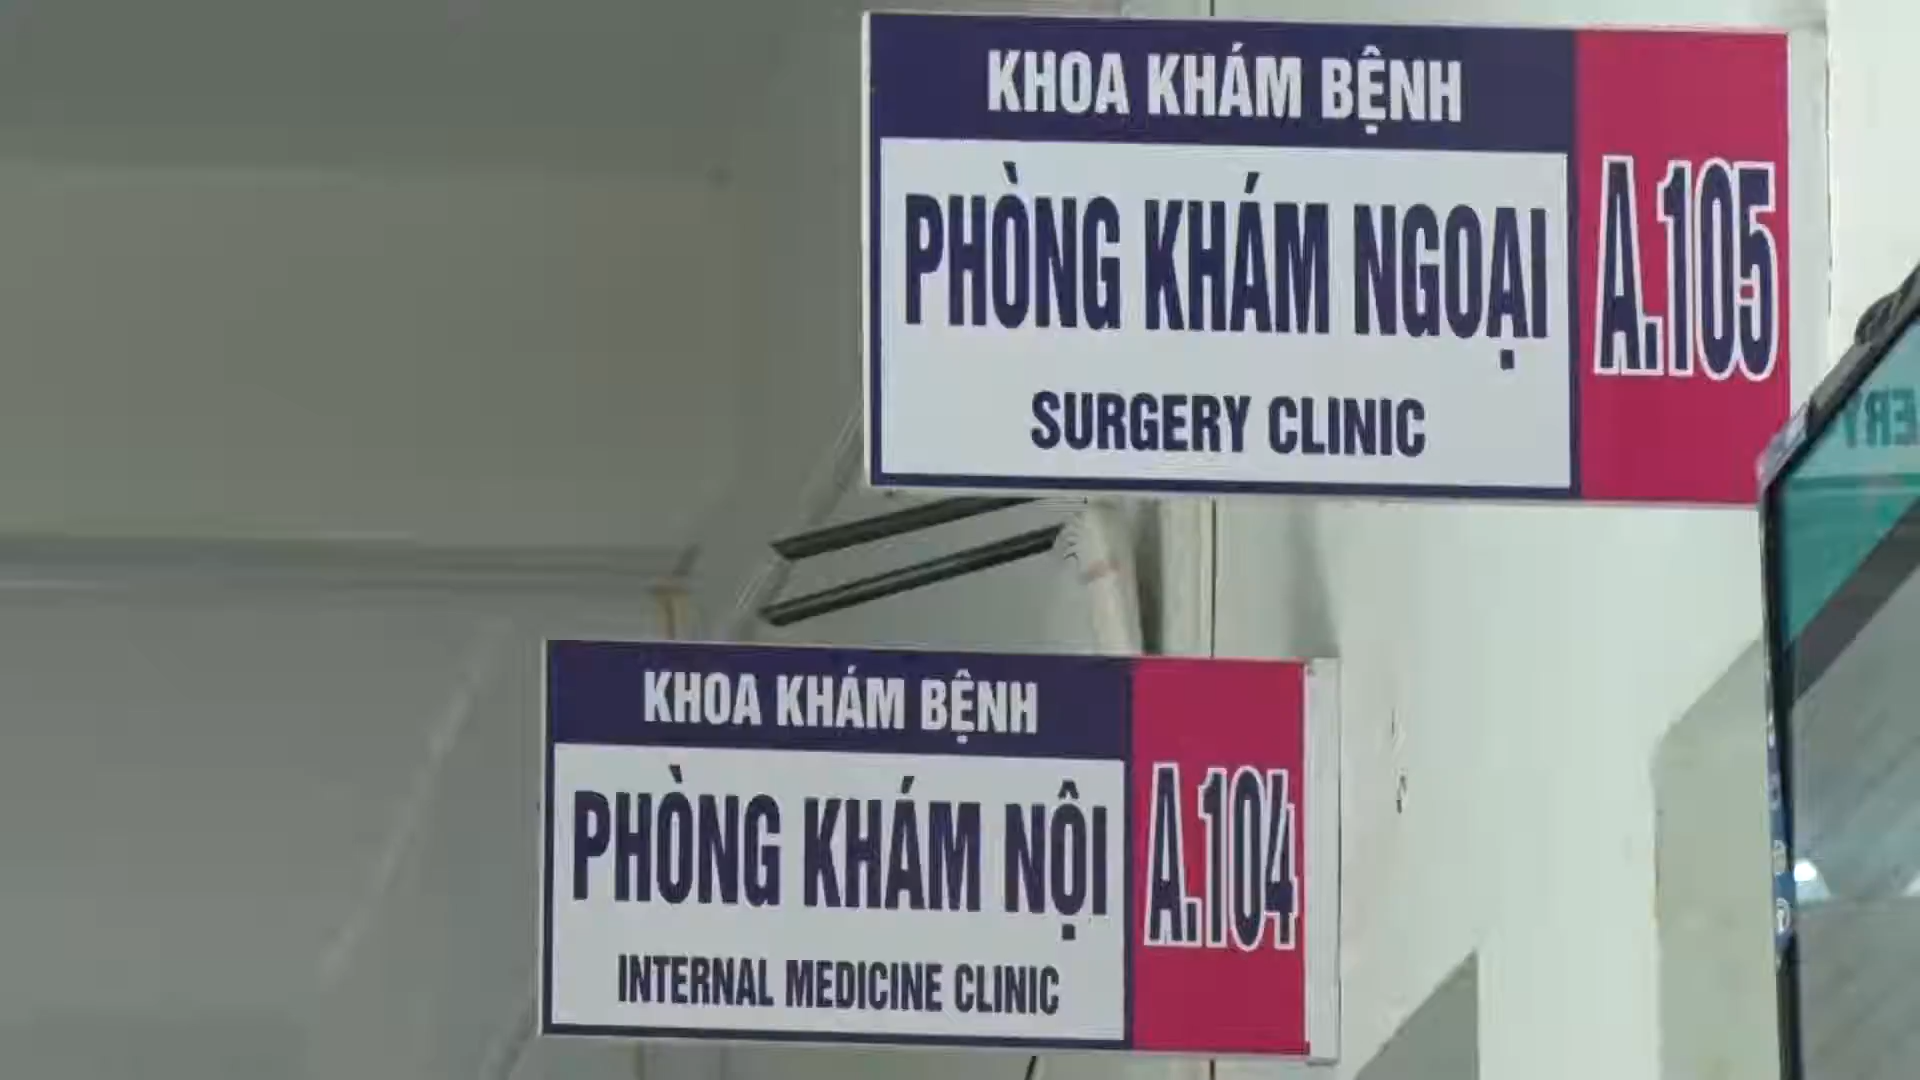 KHOA KHÁM BỆNH
PHÒNG KHÁM NGOẠI
SURGERY CLINIC
A.105
KHOA KHÁM BỆNH
PHÒNG KHÁM NỘI
INTERNAL MEDICINE CLINIC
A.104